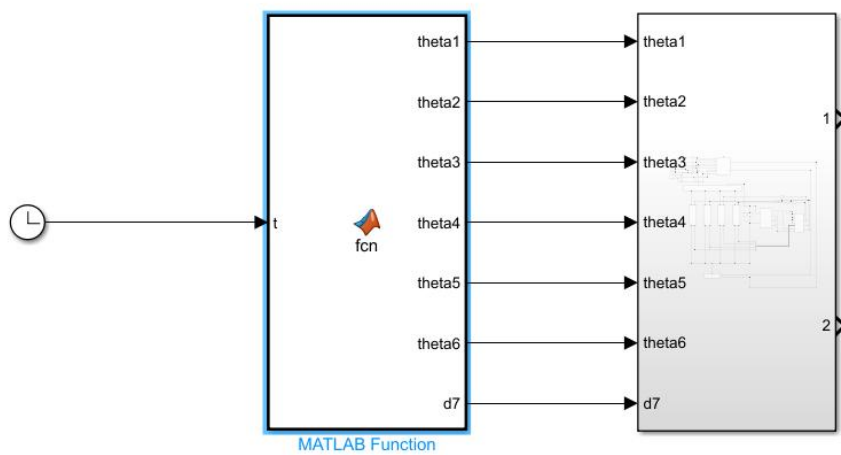 theta1
theta2
theta3
theta4
theta5
theta6
d7
t
fcn
MATLAB Function
theta1
theta2
theta3
theta4
theta5
theta6
d7
1
2